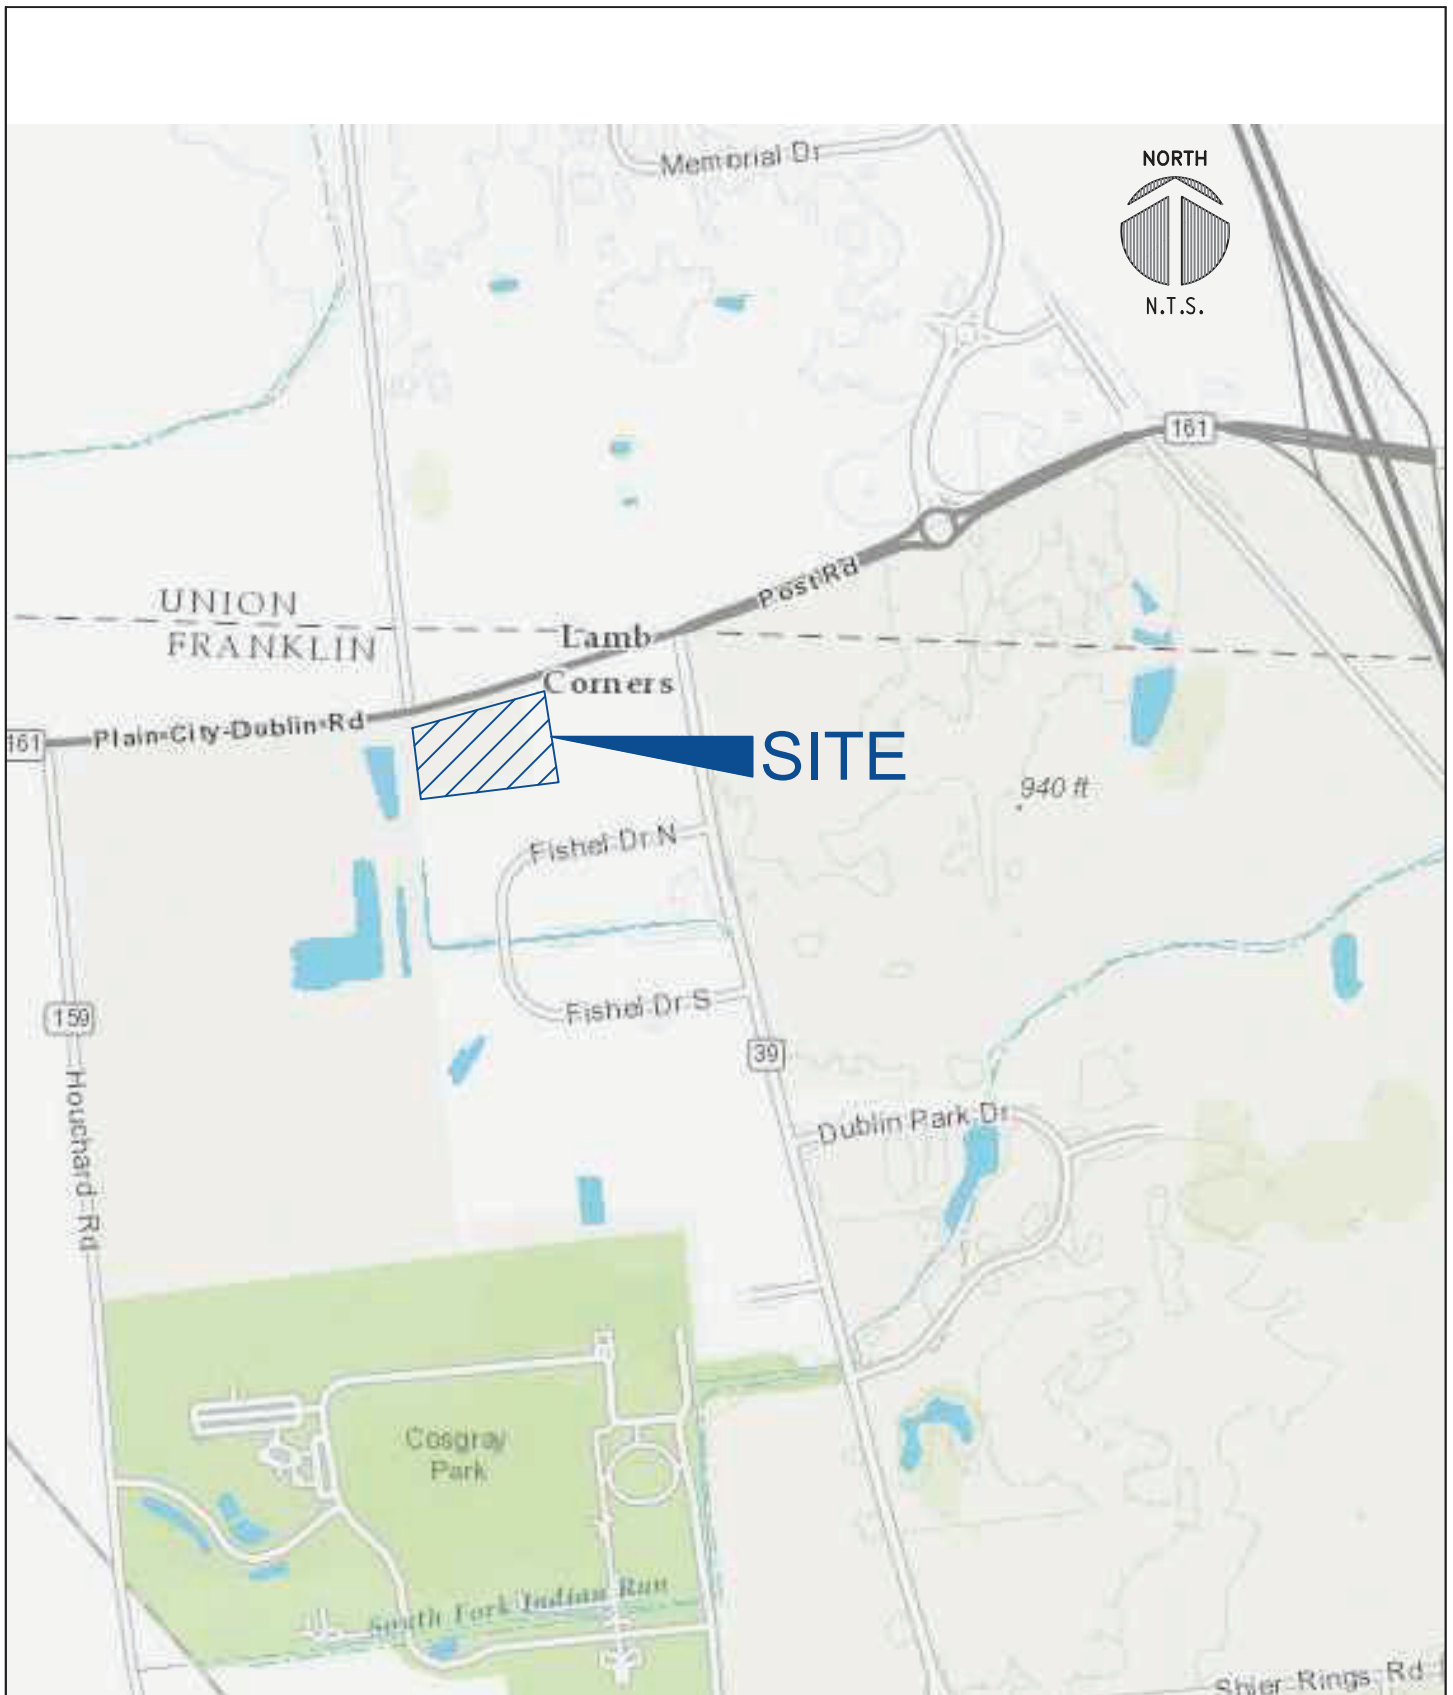 Memorial Dr
NORTH
N.T.S.
161
Post Rd
UNION
FRANKLIN
Lamb
Corners
161
Plain-City-Dublin-Rd
SITE
940 ft
Fishel-Dr-N
Fishel-Dr-S
159
39
Houchard-Rd
Dublin Park-Dr
Cosgray
Park
South Fork Indian Run
Shier-Rings-Rd